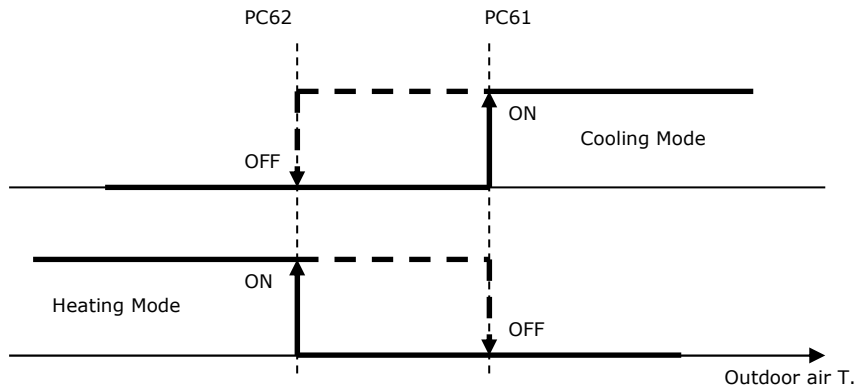 PC62
PC61
ON
Cooling Mode
OFF
ON
Heating Mode
OFF
Outdoor air T.